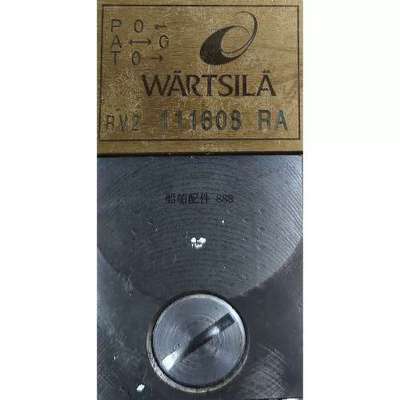 P O ←
A ←→ G
T O →
WÄRTSILÄ
RV2 111608 RA
船舶配件 888